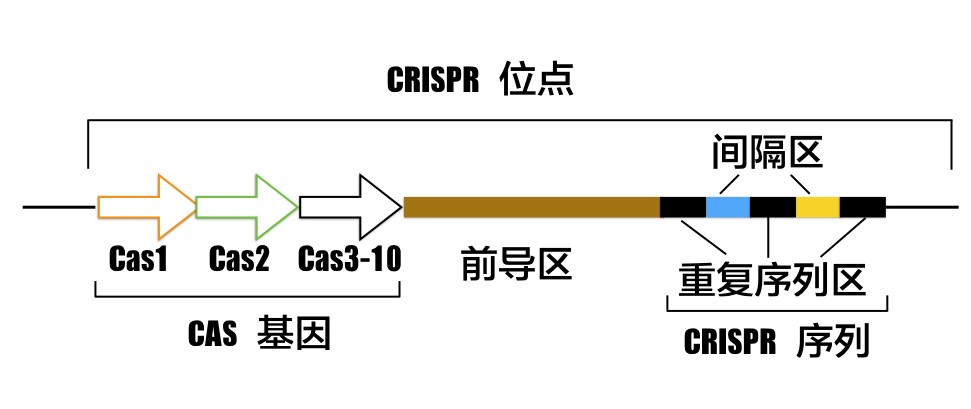 CRISPR 位点
间隔区
Cas1 Cas2 Cas3-10
前导区
重复序列区
CAS 基因
CRISPR 序列